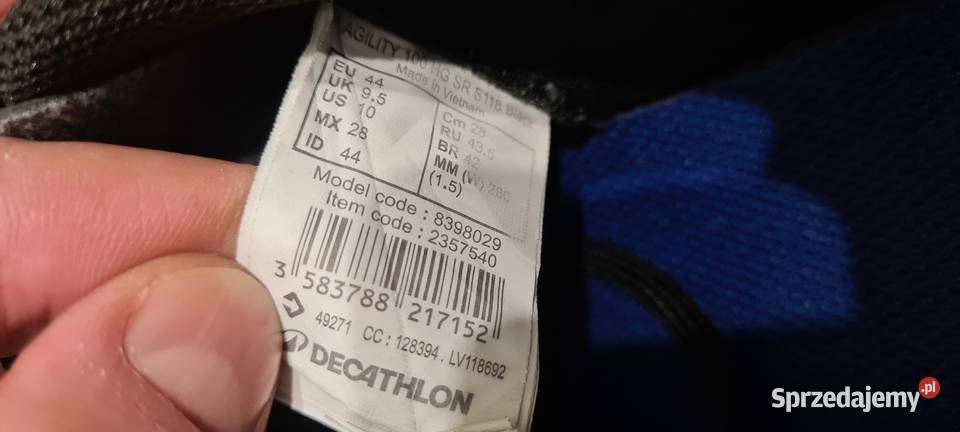 AGILITY 100 HG SR S118 Black
Made in Vietnam
EU 44
UK 9.5
US 10
MX 28
ID 44
Cm 28
RU 43,5
BR 42
MM (W) 280
(1.5)
Model code : 8398029
Item code : 2357540
3 583788 217152
49271 CC : 128394 . LV118692
DECATHLON
Sprzedajemy.pl